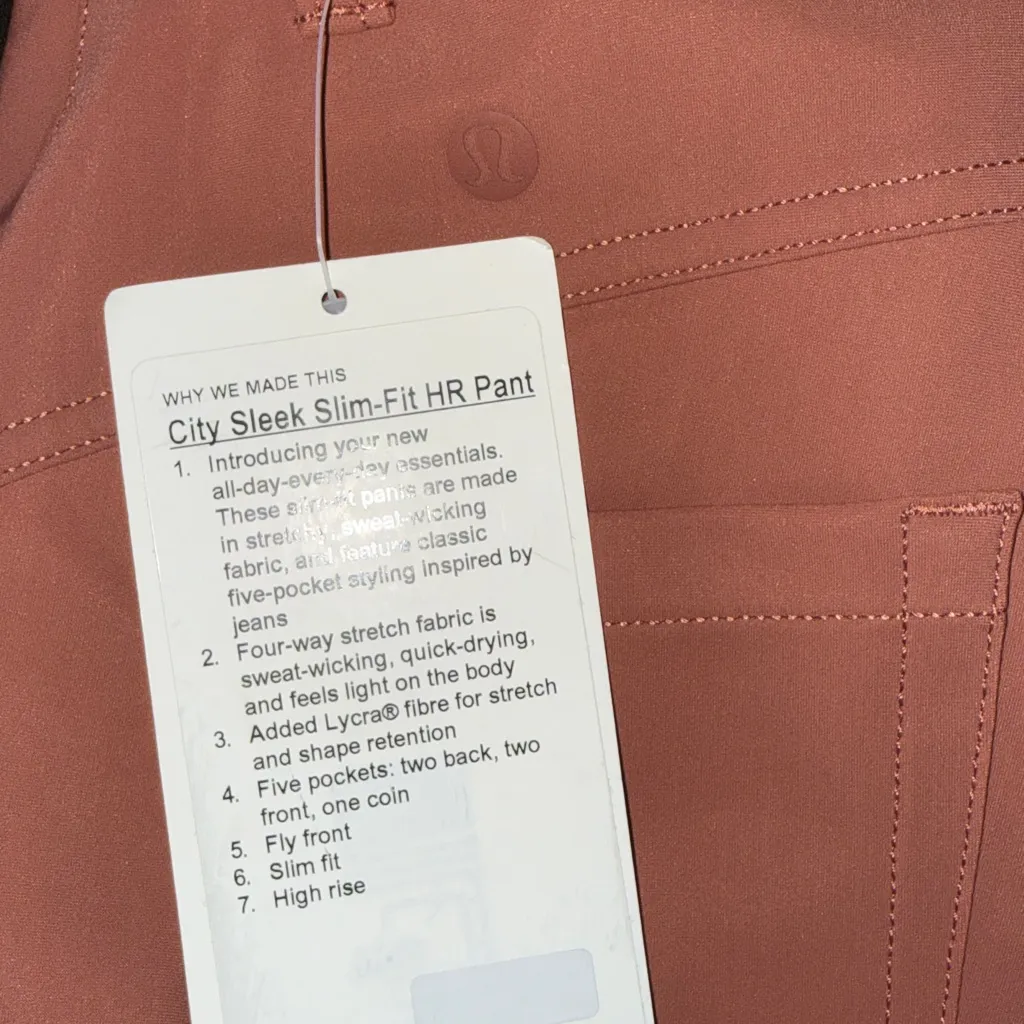 WHY WE MADE THIS
City Sleek Slim-Fit HR Pant
1. Introducing your new
all-day-every-day essentials.
These slim-fit pants are made
in stretchy, sweat-wicking
fabric, and feature classic
five-pocket styling inspired by
jeans
2. Four-way stretch fabric is
sweat-wicking, quick-drying,
and feels light on the body
3. Added Lycra® fibre for stretch
and shape retention
4. Five pockets: two back, two
front, one coin
5. Fly front
6. Slim fit
7. High rise